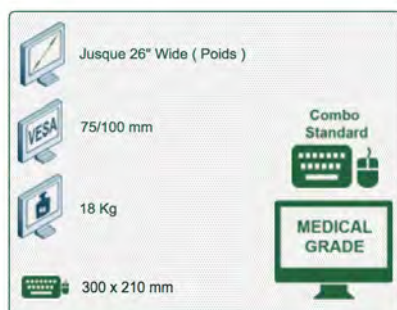 Jusque 26" Wide ( Poids )
VESA
75/100 mm
18 Kg
300 x 210 mm
Combo
Standard
MEDICAL
GRADE